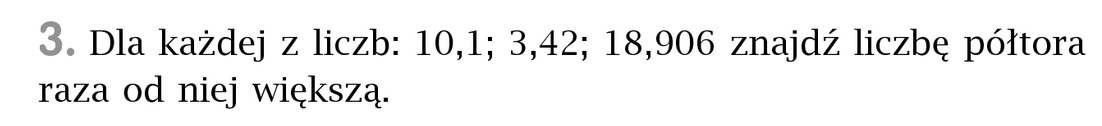 3. Dla każdej z liczb: 10,1; 3,42; 18,906 znajdź liczbę półtora
raza od niej większą.